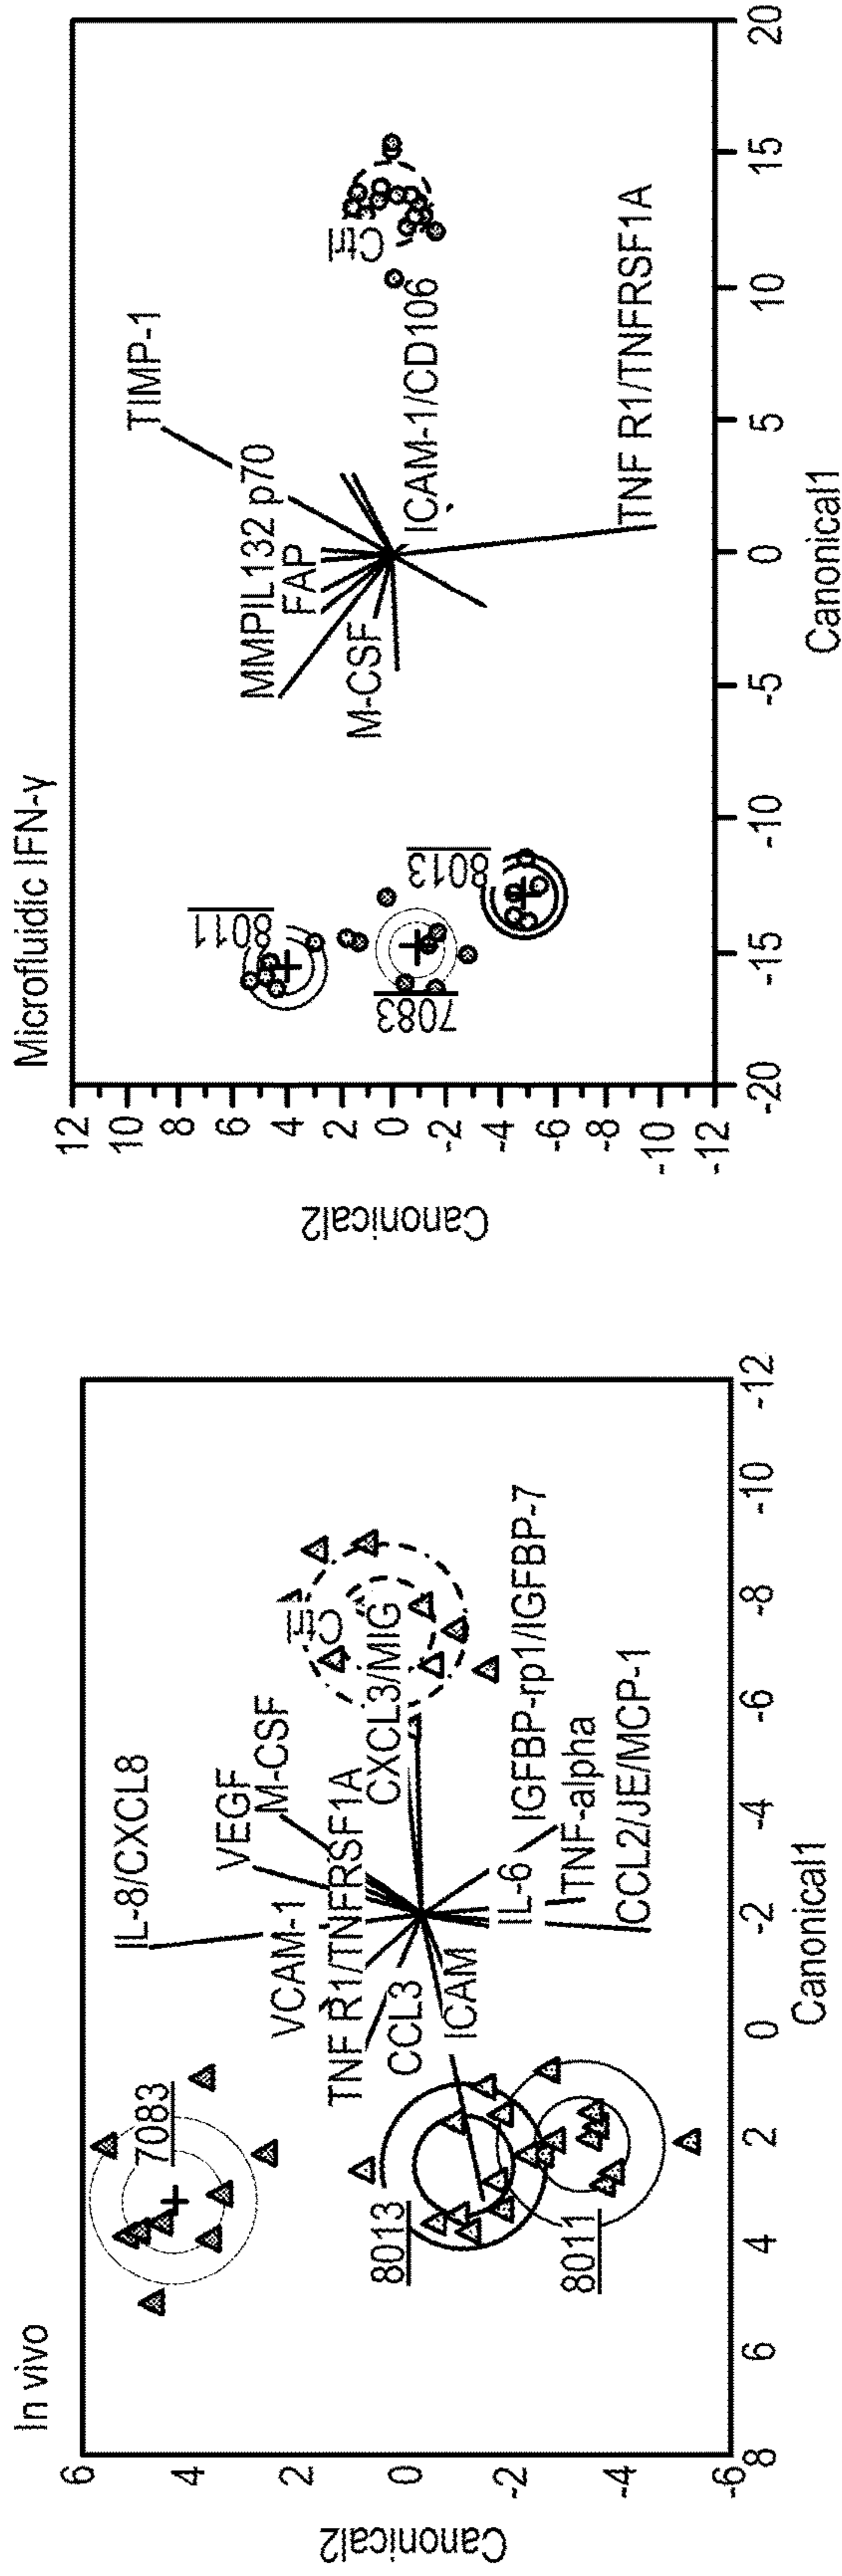 In vivo
6
4
2
0
-2
-4
-6
Canonical2
8
6
4
2
0
-2
-4
-6
-8
-10
-12
Canonical1
7083
8013
8011
Ctrl
IL-8/CXCL8
VEGF
M-CSF
VCAM-1
TNF R1/TNFRSF1A
CXCL3/MIG
CCL3
ICAM
IL-6
IGFBP-rp1/IGFBP-7
TNF-alpha
CCL2/JE/MCP-1
Microfluidic IFN-γ
12
10
8
6
4
2
0
-2
-4
-6
-8
-10
-12
Canonical2
-20
-15
-10
-5
0
5
10
15
20
Canonical1
8011
7083
8013
Ctrl
TIMP-1
MMPIL132 p70
FAP
M-CSF
ICAM-1/CD106
TNF R1/TNFRSF1A